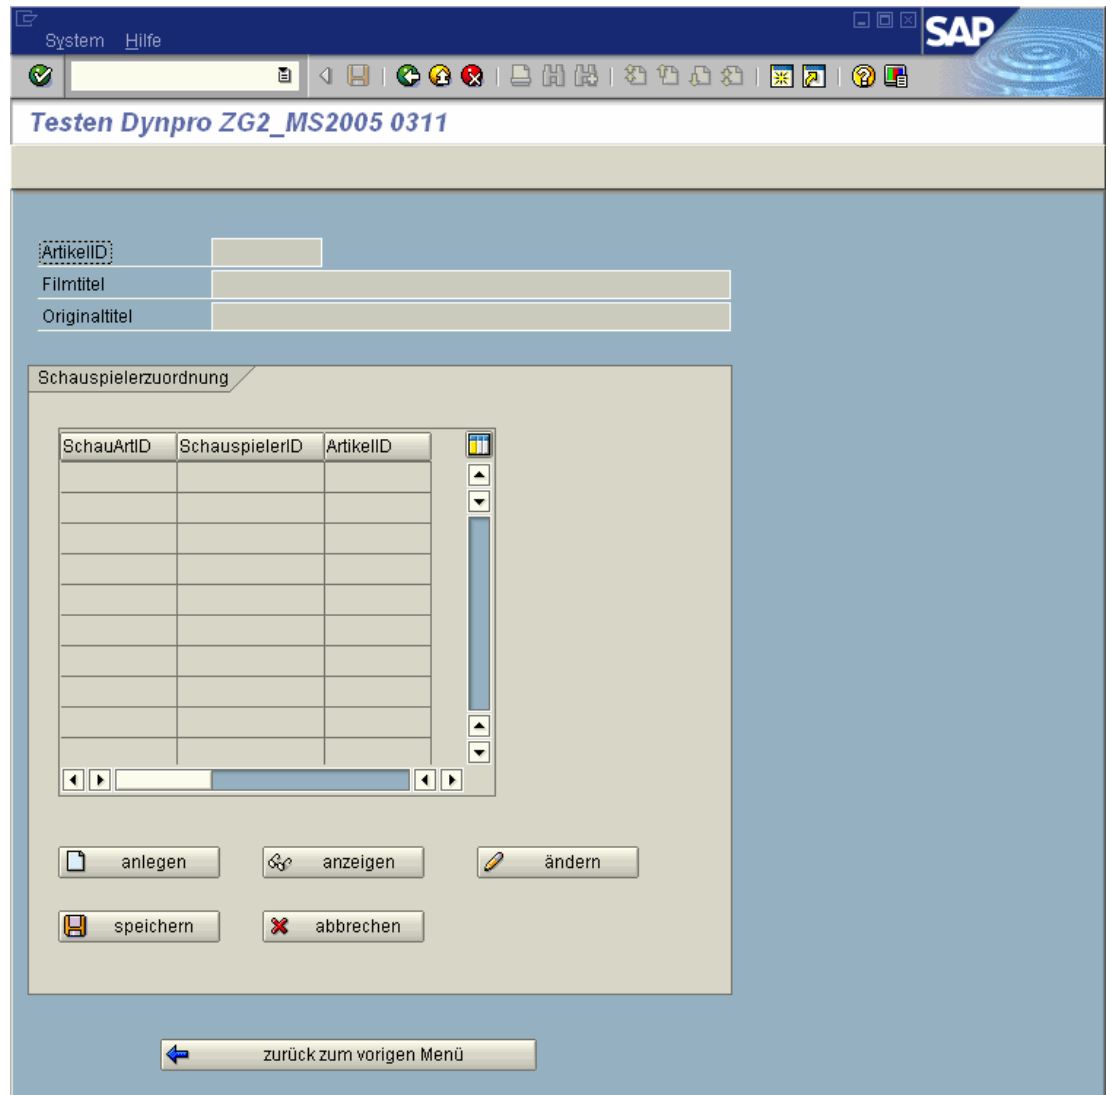 System Hilfe
SAP
Testen Dynpro ZG2_MS2005 0311
ArtikelID
Filmtitel
Originaltitel
Schauspielerzuordnung
SchauArtID SchauspielerID ArtikelID
anlegen anzeigen ändern
speichern abbrechen
zurück zum vorigen Menü